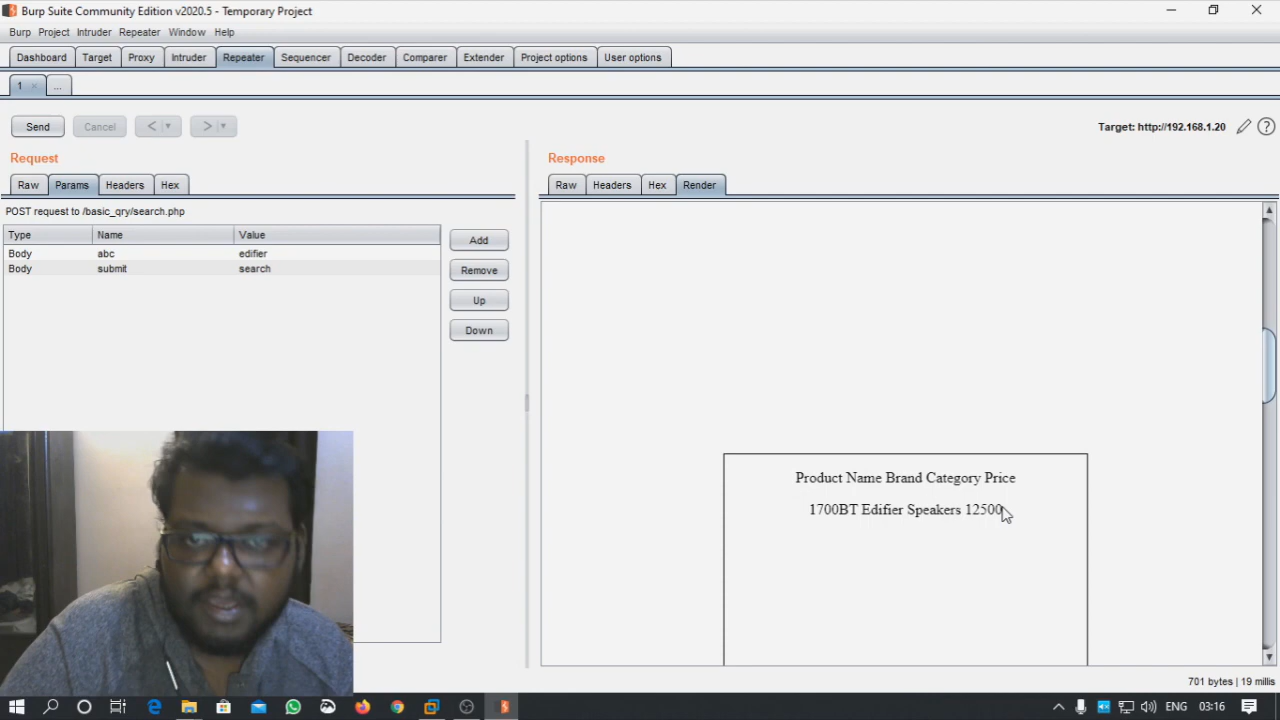 Burp Suite Community Edition v2020.5 - Temporary Project
Burp Project Intruder Repeater Window Help
Dashboard Target Proxy Intruder Repeater Sequencer Decoder Comparer Extender Project options User options
1 × ...
Send Cancel < > Target: http://192.168.1.20 ?
Request Response
Raw Params Headers Hex Raw Headers Hex Render
POST request to /basic_qry/search.php
Type Name Value
Body abc edifier
Body submit search
Add
Remove
Up
Down
Product Name Brand Category Price
1700BT Edifier Speakers 12500
701 bytes | 19 millis
ENG 03:16